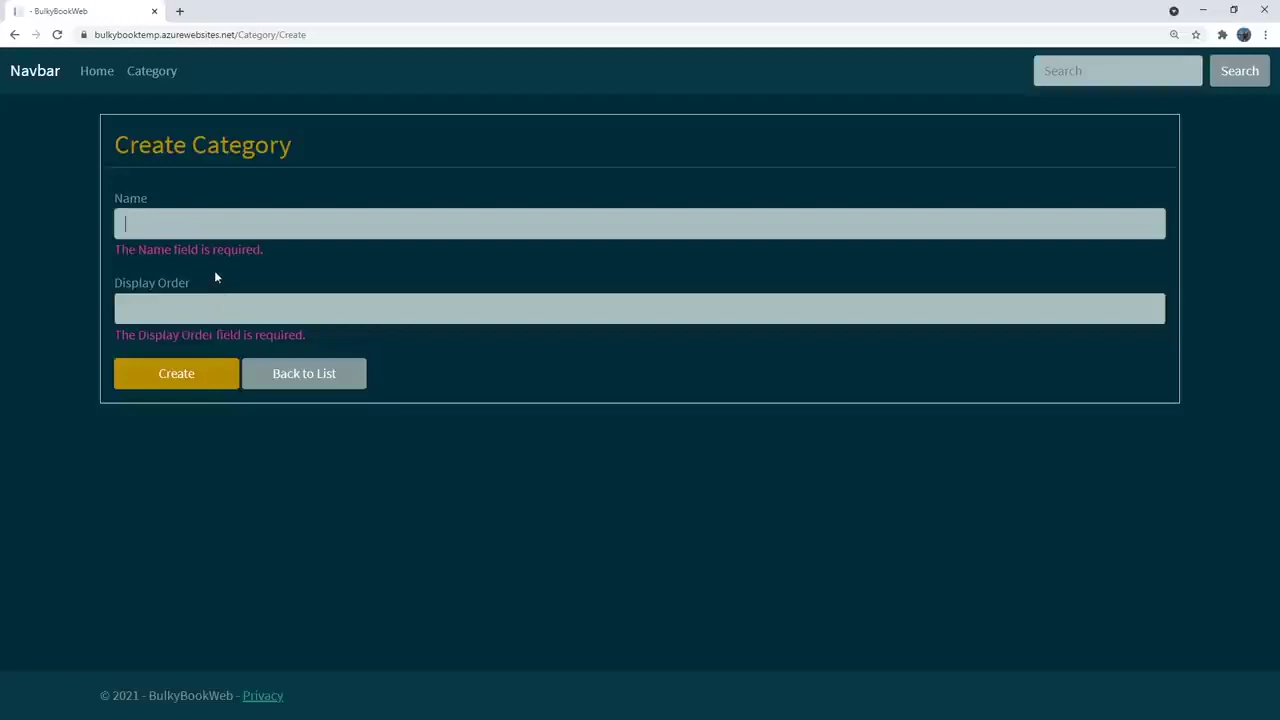 - BulkyBookWeb
bulkybooktemp.azurewebsites.net/Category/Create
Navbar Home Category Search Search
Create Category
Name
The Name field is required.
Display Order
The Display Order field is required.
Create Back to List
© 2021 - BulkyBookWeb - Privacy